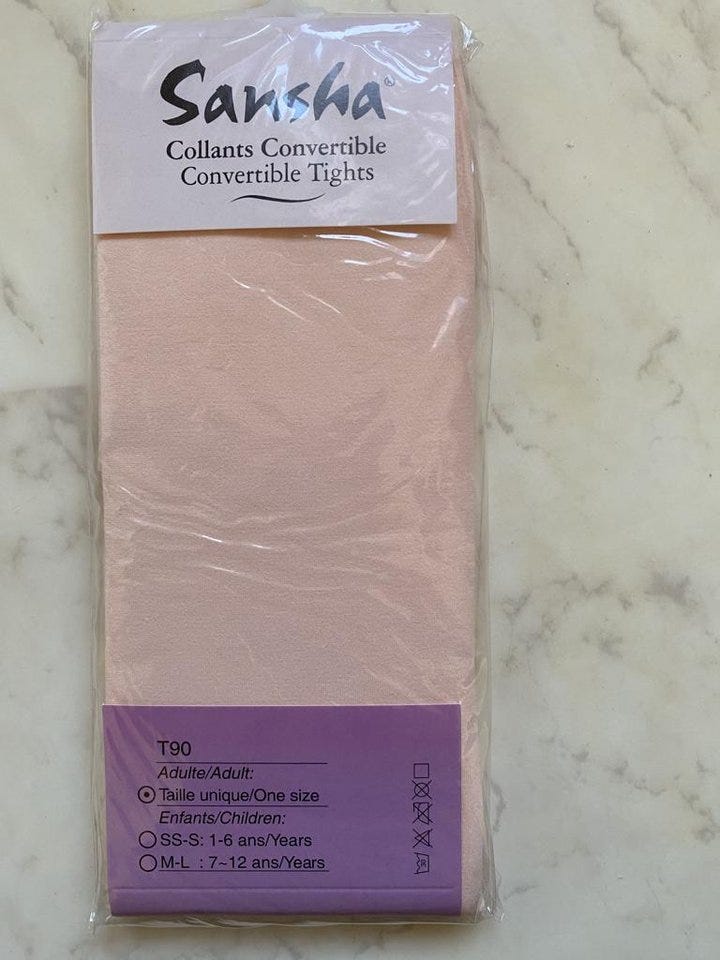 Sansha®
Collants Convertible
Convertible Tights
T90
Adulte/Adult:
Taille unique/One size
Enfants/Children:
SS-S: 1-6 ans/Years
M-L : 7~12 ans/Years